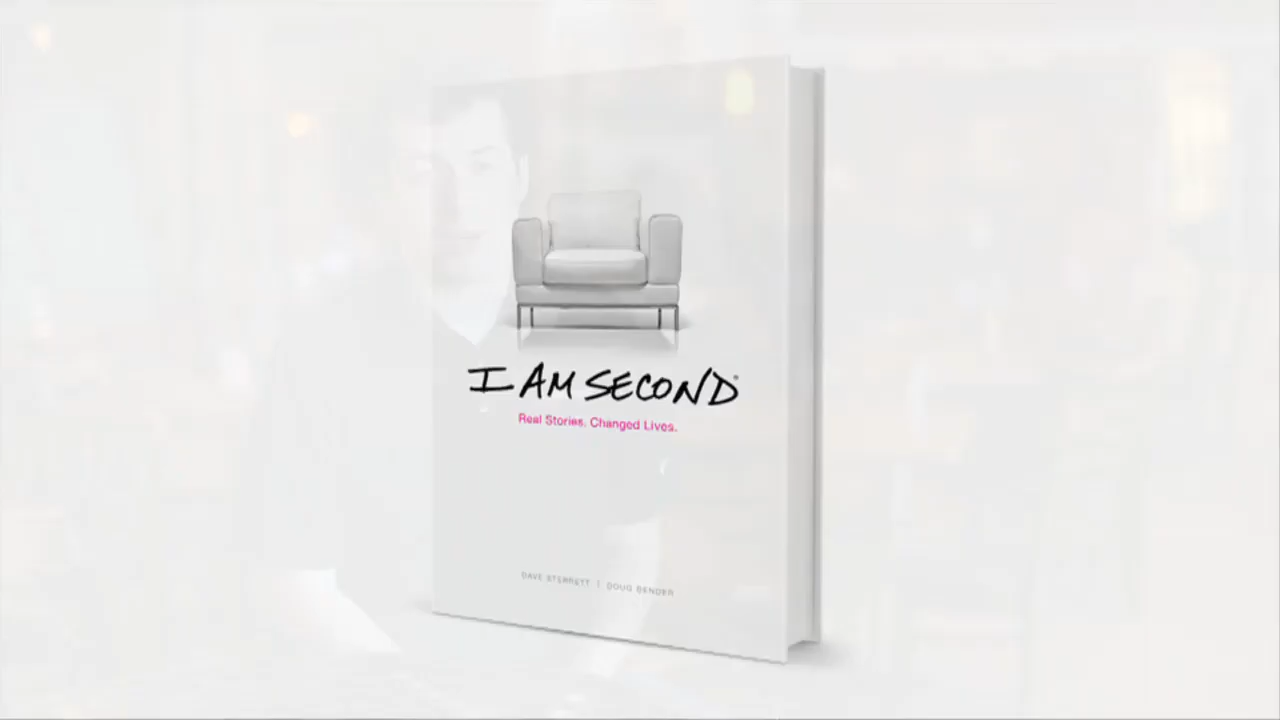 I AM SECOND®
Real Stories. Changed Lives.
DAVE STERRETT | DOUG BENDER